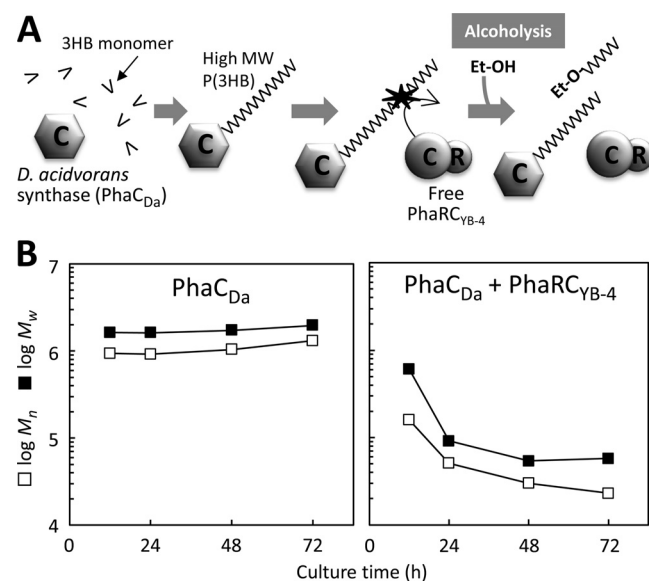 A
3HB monomer
High MW
P(3HB)
Alcoholysis
Et-OH
Et-O-
C
C
C
C
R
C
C
R
D. acidvorans
synthase (PhaCDa)
Free
PhaRCYB-4
B
7
6
5
4
log Mw
log Mn
PhaCDa
PhaCDa + PhaRCYB-4
0
24
48
72
0
24
48
72
Culture time (h)